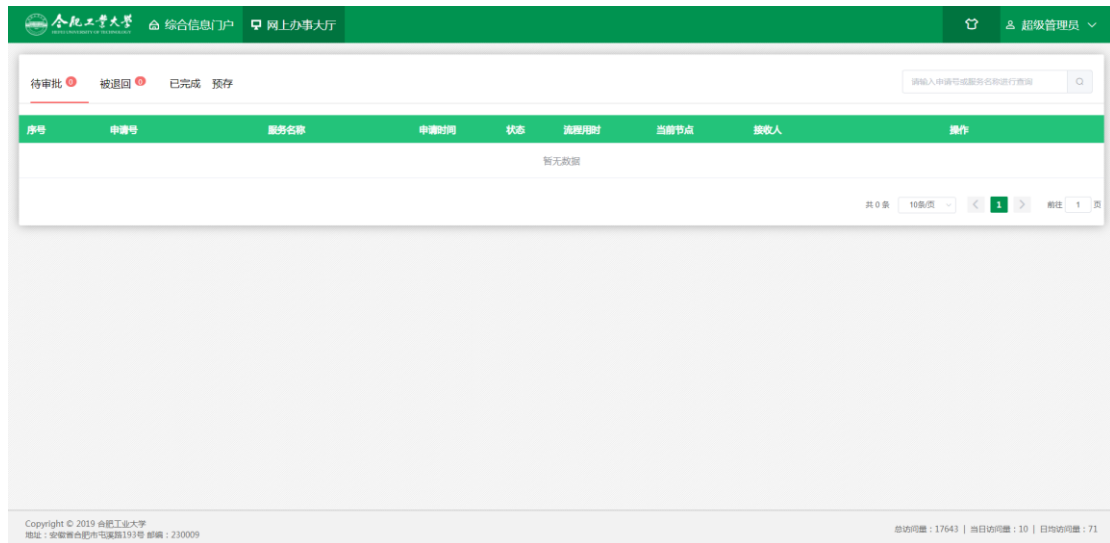 合肥工业大学 综合信息门户 网上办事大厅 超级管理员
HEFEI UNIVERSITY OF TECHNOLOGY
待审批 0 被退回 0 已完成 预存 请输入申请号或服务名称进行查询
序号 申请号 服务名称 申请时间 状态 流程用时 当前节点 接收人 操作
暂无数据
共 0 条 10条/页 1 前往 1 页
Copyright © 2019 合肥工业大学
地址：安徽省合肥市屯溪路193号 邮编：230009
总访问量：17643 | 当日访问量：10 | 日均访问量：71